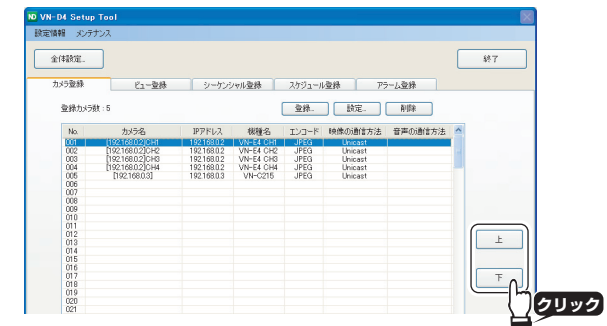 ND VN-D4 Setup Tool
設定情報 メンテナンス
全体設定... 終了
カメラ登録 ビュー登録 シーケンシャル登録 スケジュール登録 アラーム登録
登録カメラ数 : 5 登録... 設定... 削除
No. カメラ名 IPアドレス 機種名 エンコード 映像の通信方法 音声の通信方法
001 [192.168.0.2]CH1 192.168.0.2 VN-E4 CH1 JPEG Unicast
002 [192.168.0.2]CH2 192.168.0.2 VN-E4 CH2 JPEG Unicast
003 [192.168.0.2]CH3 192.168.0.2 VN-E4 CH3 JPEG Unicast
004 [192.168.0.2]CH4 192.168.0.2 VN-E4 CH4 JPEG Unicast
005 [192.168.0.3] 192.168.0.3 VN-C215 JPEG Unicast
006
007
008
009
010
011
012
013
014
015
016
017
018
019
020
021
上
下
クリック